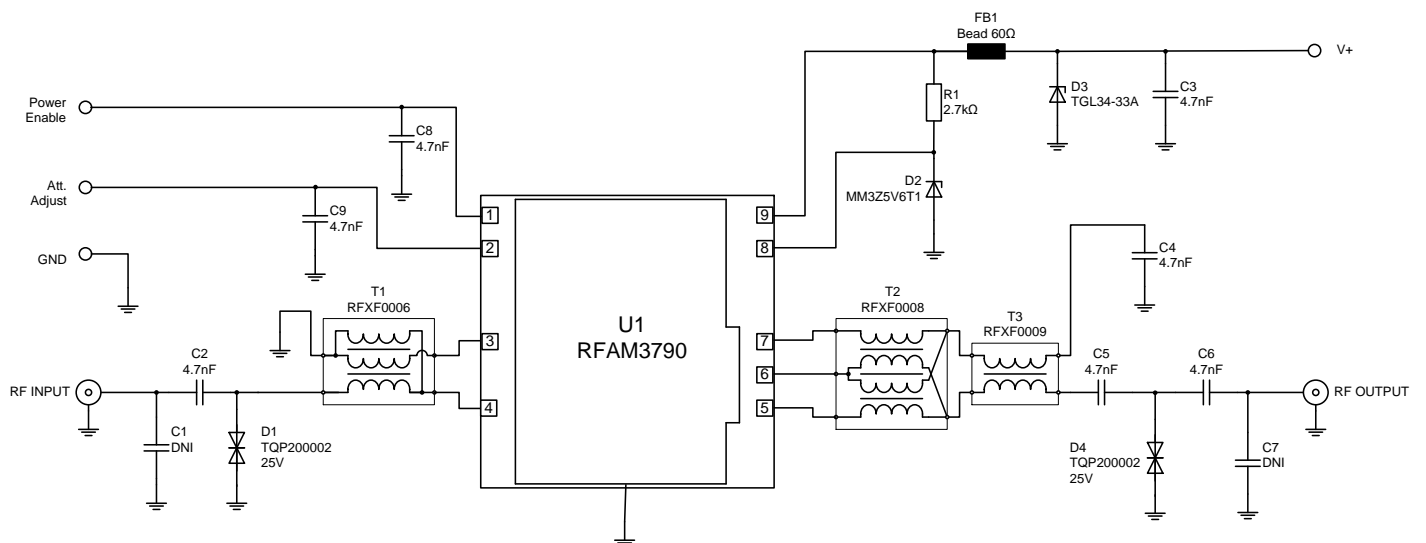 FB1
Bead 60Ω
V+
Power
Enable
C8
4.7nF
R1
2.7kΩ
D3
TGL34-33A
C3
4.7nF
Att.
Adjust
C9
4.7nF
D2
MM3Z5V6T1
GND
1
2
3
4
9
8
7
6
5
U1
RFAM3790
C4
4.7nF
T1
RFXF0006
T2
RFXF0008
T3
RFXF0009
C2
4.7nF
RF INPUT
C1
DNI
D1
TQP200002
25V
C5
4.7nF
C6
4.7nF
RF OUTPUT
D4
TQP200002
25V
C7
DNI